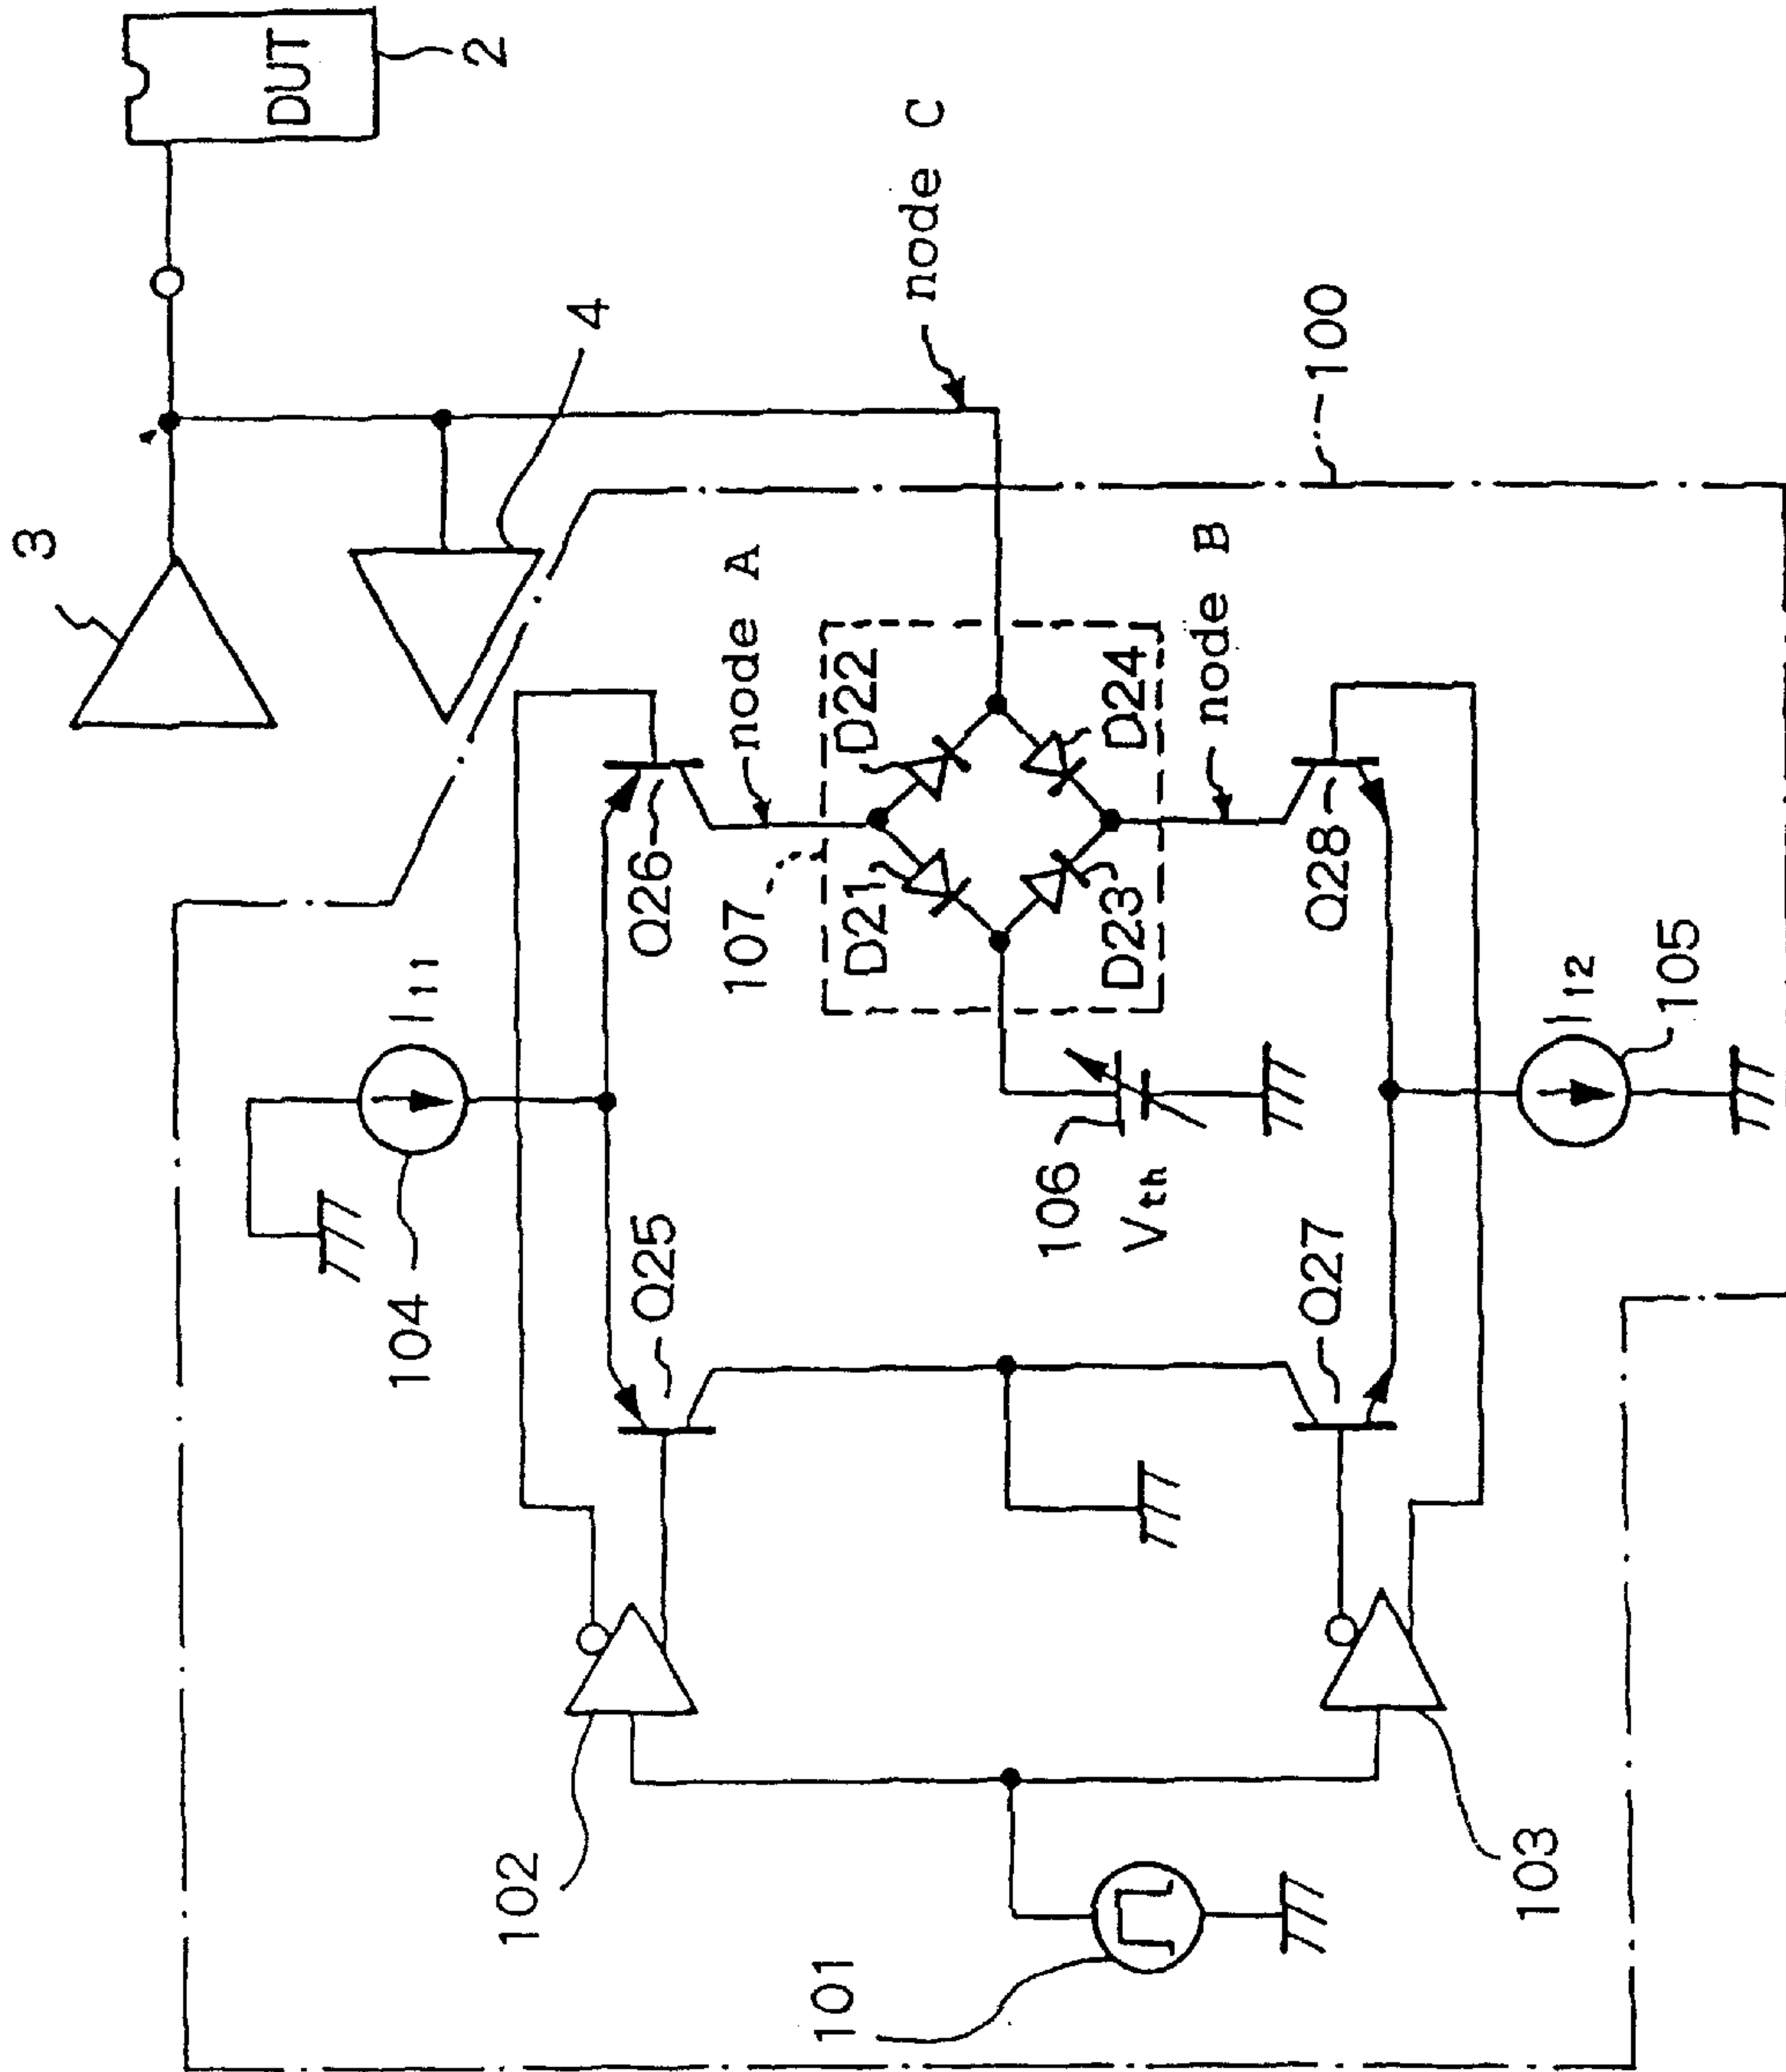 3
DUT
2
4
node C
104
I11
100
Q25
Q26
node A
107
D21
D22
D23
D24
node B
106
Vth
Q27
Q28
I12
105
102
101
103